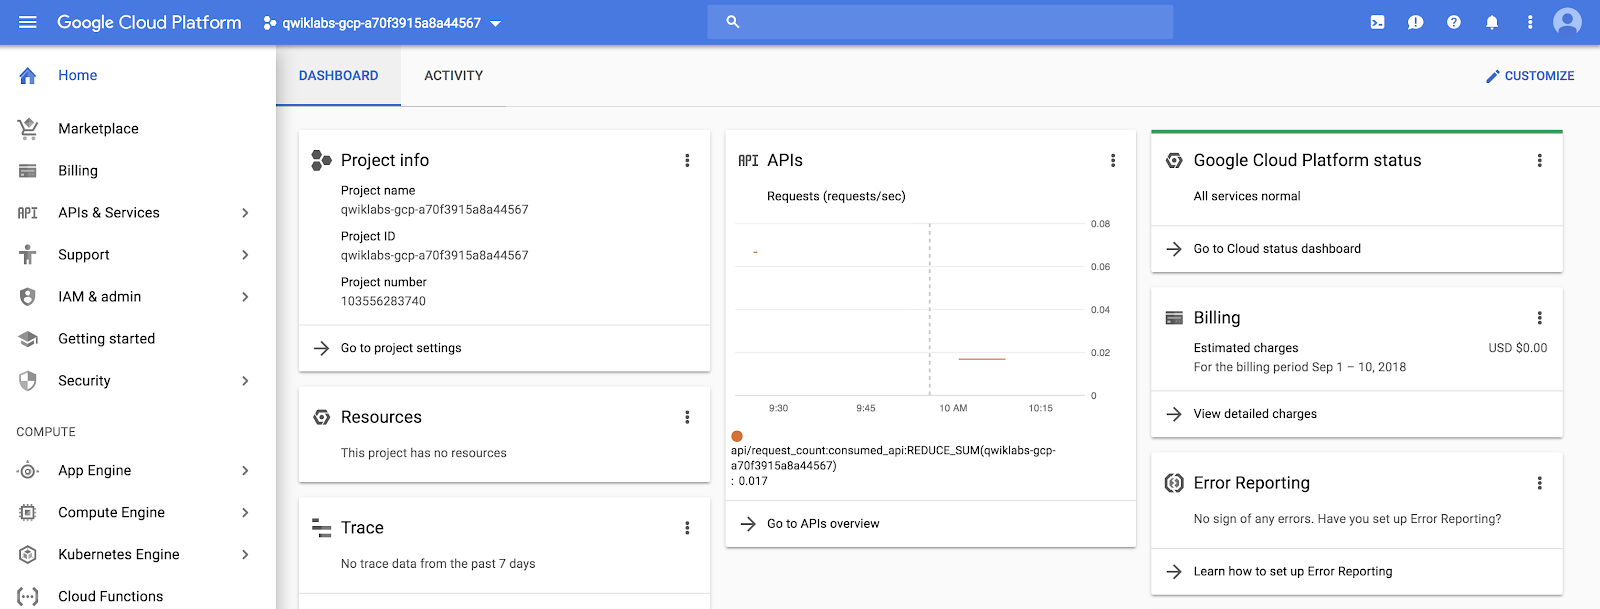 Google Cloud Platform
qwiklabs-gcp-a70f3915a8a44567
Home
Marketplace
Billing
API
APIs & Services
Support
IAM & admin
Getting started
Security
COMPUTE
App Engine
Compute Engine
Kubernetes Engine
Cloud Functions
DASHBOARD
ACTIVITY
CUSTOMIZE
Project info
Project name
qwiklabs-gcp-a70f3915a8a44567
Project ID
qwiklabs-gcp-a70f3915a8a44567
Project number
103556283740
Go to project settings
Resources
This project has no resources
Trace
No trace data from the past 7 days
API
APIs
Requests (requests/sec)
0.08
0.06
0.04
0.02
0
9:30
9:45
10 AM
10:15
api/request_count:consumed_api:REDUCE_SUM(qwiklabs-gcp-
a70f3915a8a44567)
: 0.017
Go to APIs overview
Google Cloud Platform status
All services normal
Go to Cloud status dashboard
Billing
Estimated charges
USD $0.00
For the billing period Sep 1 – 10, 2018
View detailed charges
Error Reporting
No sign of any errors. Have you set up Error Reporting?
Learn how to set up Error Reporting